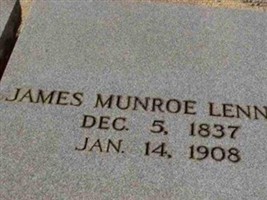 JAMES MUNROE LENN
DEC. 5, 1837
JAN. 14, 1908